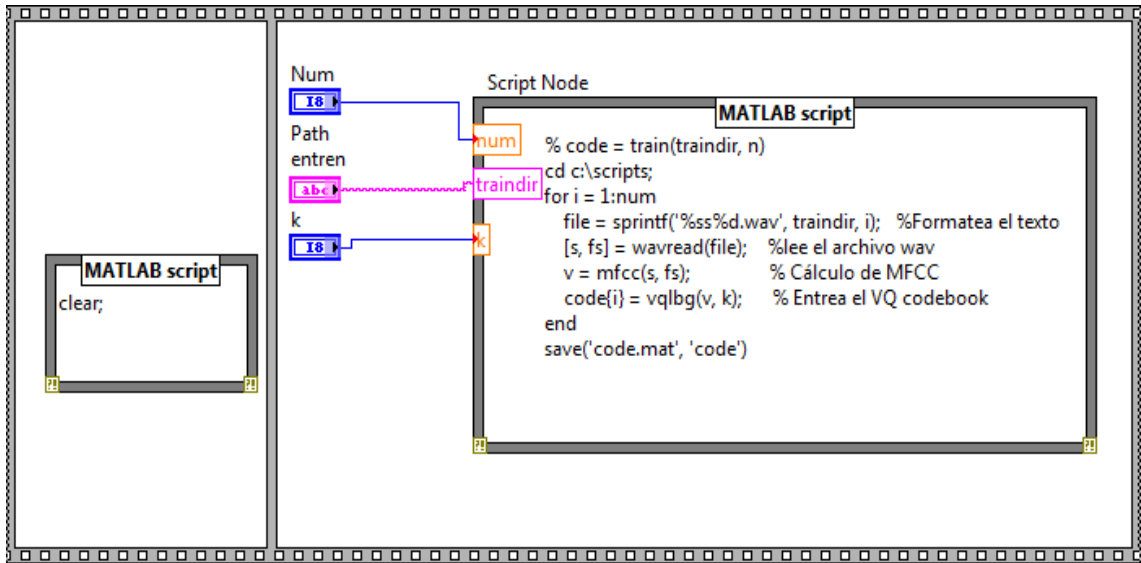 MATLAB script
clear;
Num
I8
Path
entren
abc
k
I8
Script Node
MATLAB script
num
traindir
k
% code = train(traindir, n)
cd c:\scripts;
for i = 1:num
file = sprintf('%ss%d.wav', traindir, i); %Formatea el texto
[s, fs] = wavread(file); %lee el archivo wav
v = mfcc(s, fs); % Cálculo de MFCC
code{i} = vqlbg(v, k); % Entrea el VQ codebook
end
save('code.mat', 'code')
?!
?!
?!
?!